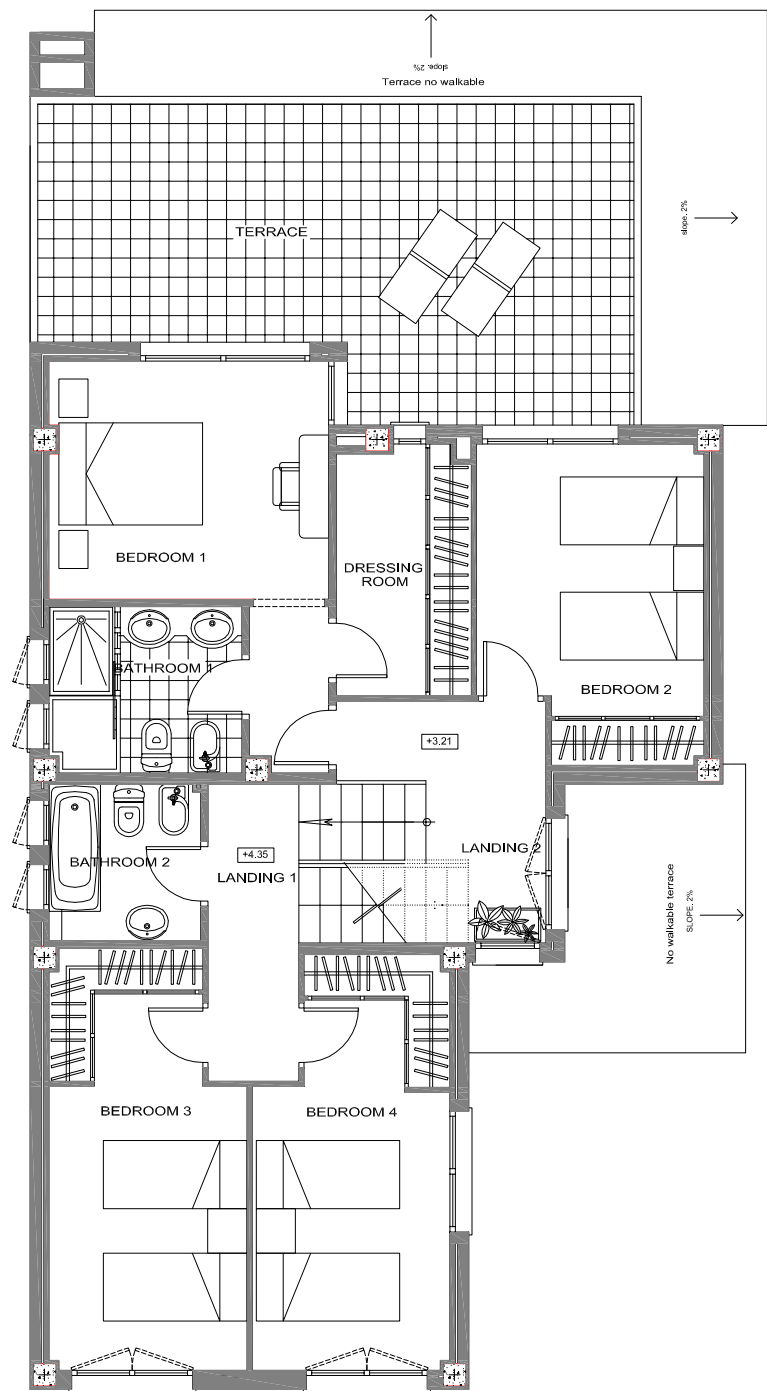 slope. 2%
Terrace no walkable
slope. 2%
TERRACE
BEDROOM 1
DRESSING
ROOM
BATHROOM 1
BEDROOM 2
+3.21
+4.35
LANDING 1
LANDING 2
BATHROOM 2
No walkable terrace
SLOPE. 2%
BEDROOM 3
BEDROOM 4